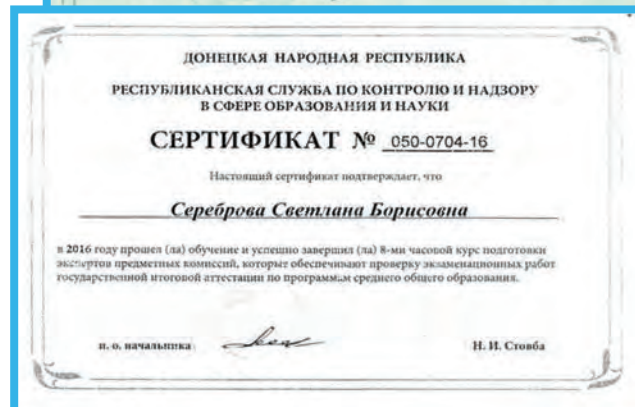 ДОНЕЦКАЯ НАРОДНАЯ РЕСПУБЛИКА
РЕСПУБЛИКАНСКАЯ СЛУЖБА ПО КОНТРОЛЮ И НАДЗОРУ
В СФЕРЕ ОБРАЗОВАНИЯ И НАУКИ
СЕРТИФИКАТ № 050-0704-16
Настоящий сертификат подтверждает, что
Сереброва Светлана Борисовна
в 2016 году прошел (ла) обучение и успешно завершил (ла) 8-ми часовой курс подготовки
экспертов предметных комиссий, которые обеспечивают проверку экзаменационных работ
государственной итоговой аттестации по программам среднего общего образования.
и. о. начальника Н. И. Стовба